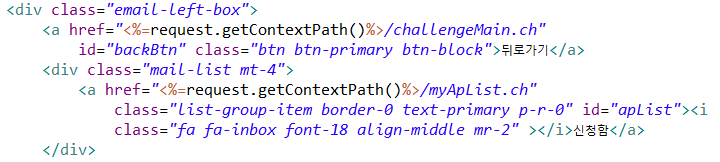 <div class="email-left-box">
<a href="<%=request.getContextPath()%>/challengeMain.ch"
id="backBtn" class="btn btn-primary btn-block">뒤로가기</a>
<div class="mail-list mt-4">
<a href="<%=request.getContextPath()%>/myApList.ch"
class="list-group-item border-0 text-primary p-r-0" id="apList"><i
class="fa fa-inbox font-18 align-middle mr-2" ></i>신청함</a>
</div>